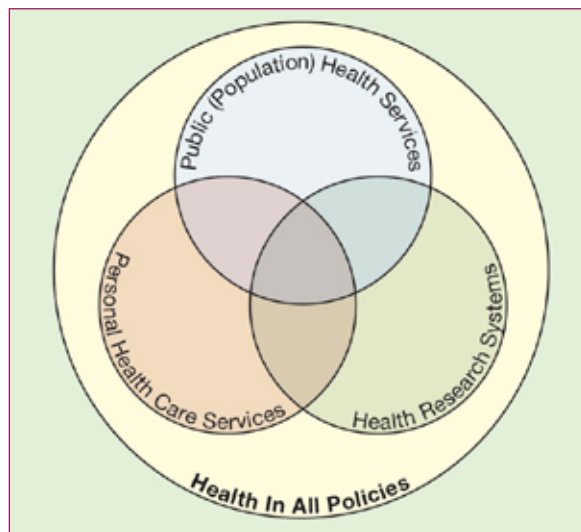 Public (Population) Health Services
Personal Health Care Services
Health Research Systems
Health In All Policies